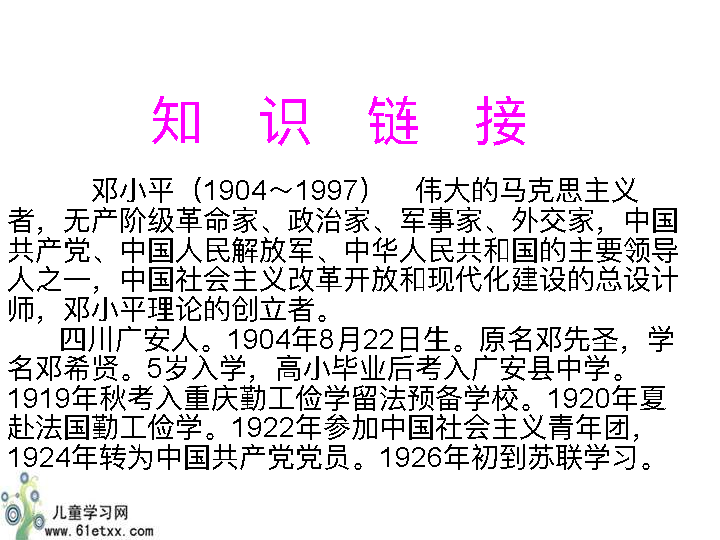 知 识 链 接
邓小平（1904～1997） 伟大的马克思主义
者，无产阶级革命家、政治家、军事家、外交家，中国
共产党、中国人民解放军、中华人民共和国的主要领导
人之一，中国社会主义改革开放和现代化建设的总设计
师，邓小平理论的创立者。
四川广安人。1904年8月22日生。原名邓先圣，学
名邓希贤。5岁入学，高小毕业后考入广安县中学。
1919年秋考入重庆勤工俭学留法预备学校。1920年夏
赴法国勤工俭学。1922年参加中国社会主义青年团，
1924年转为中国共产党党员。1926年初到苏联学习。
儿童学习网
www.61etxx.com